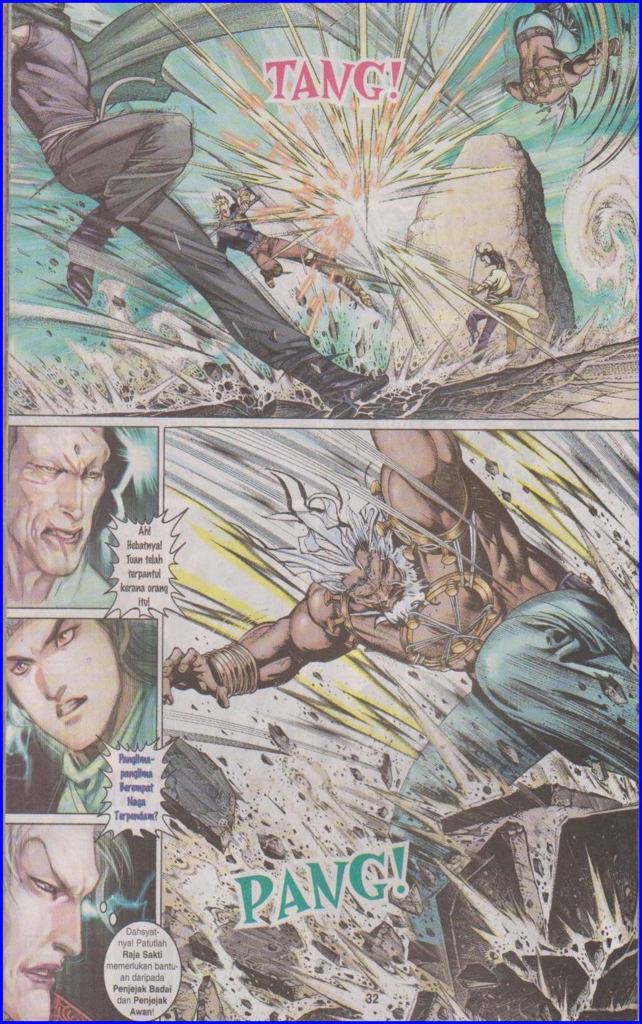 TANG!
Ah!
Hebatnya!
Tuan telah
terpantul
kerana orang
itu!
Panglima-
panglima
Berempat
Naga
Terpendam?
Dahsyat-
nya! Patutlah
Raja Sakti
memerlukan bantu-
an daripada
Penjejak Badai
dan Penjejak
Awan!
PANG!
32